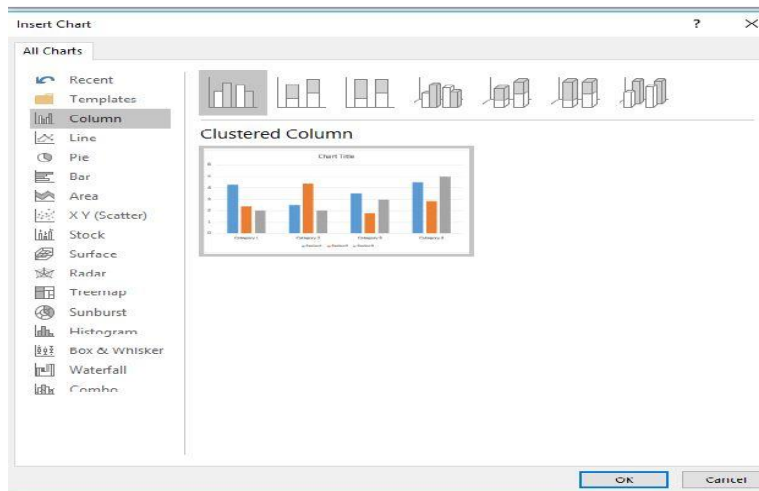 Insert Chart ? ×
All Charts
Recent
Templates
Column
Line
Pie
Bar
Area
X Y (Scatter)
Stock
Surface
Radar
Treemap
Sunburst
Histogram
Box & Whisker
Waterfall
Combo
Clustered Column
Chart Title
OK Cancel